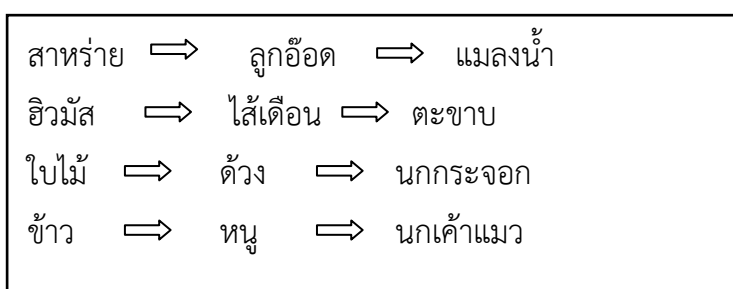 สาหร่าย ⇨ ลูกอ๊อด ⇨ แมลงน้ำ
ฮิวมัส ⇨ ไส้เดือน ⇨ ตะขาบ
ใบไม้ ⇨ ด้วง ⇨ นกกระจอก
ข้าว ⇨ หนู ⇨ นกเค้าแมว